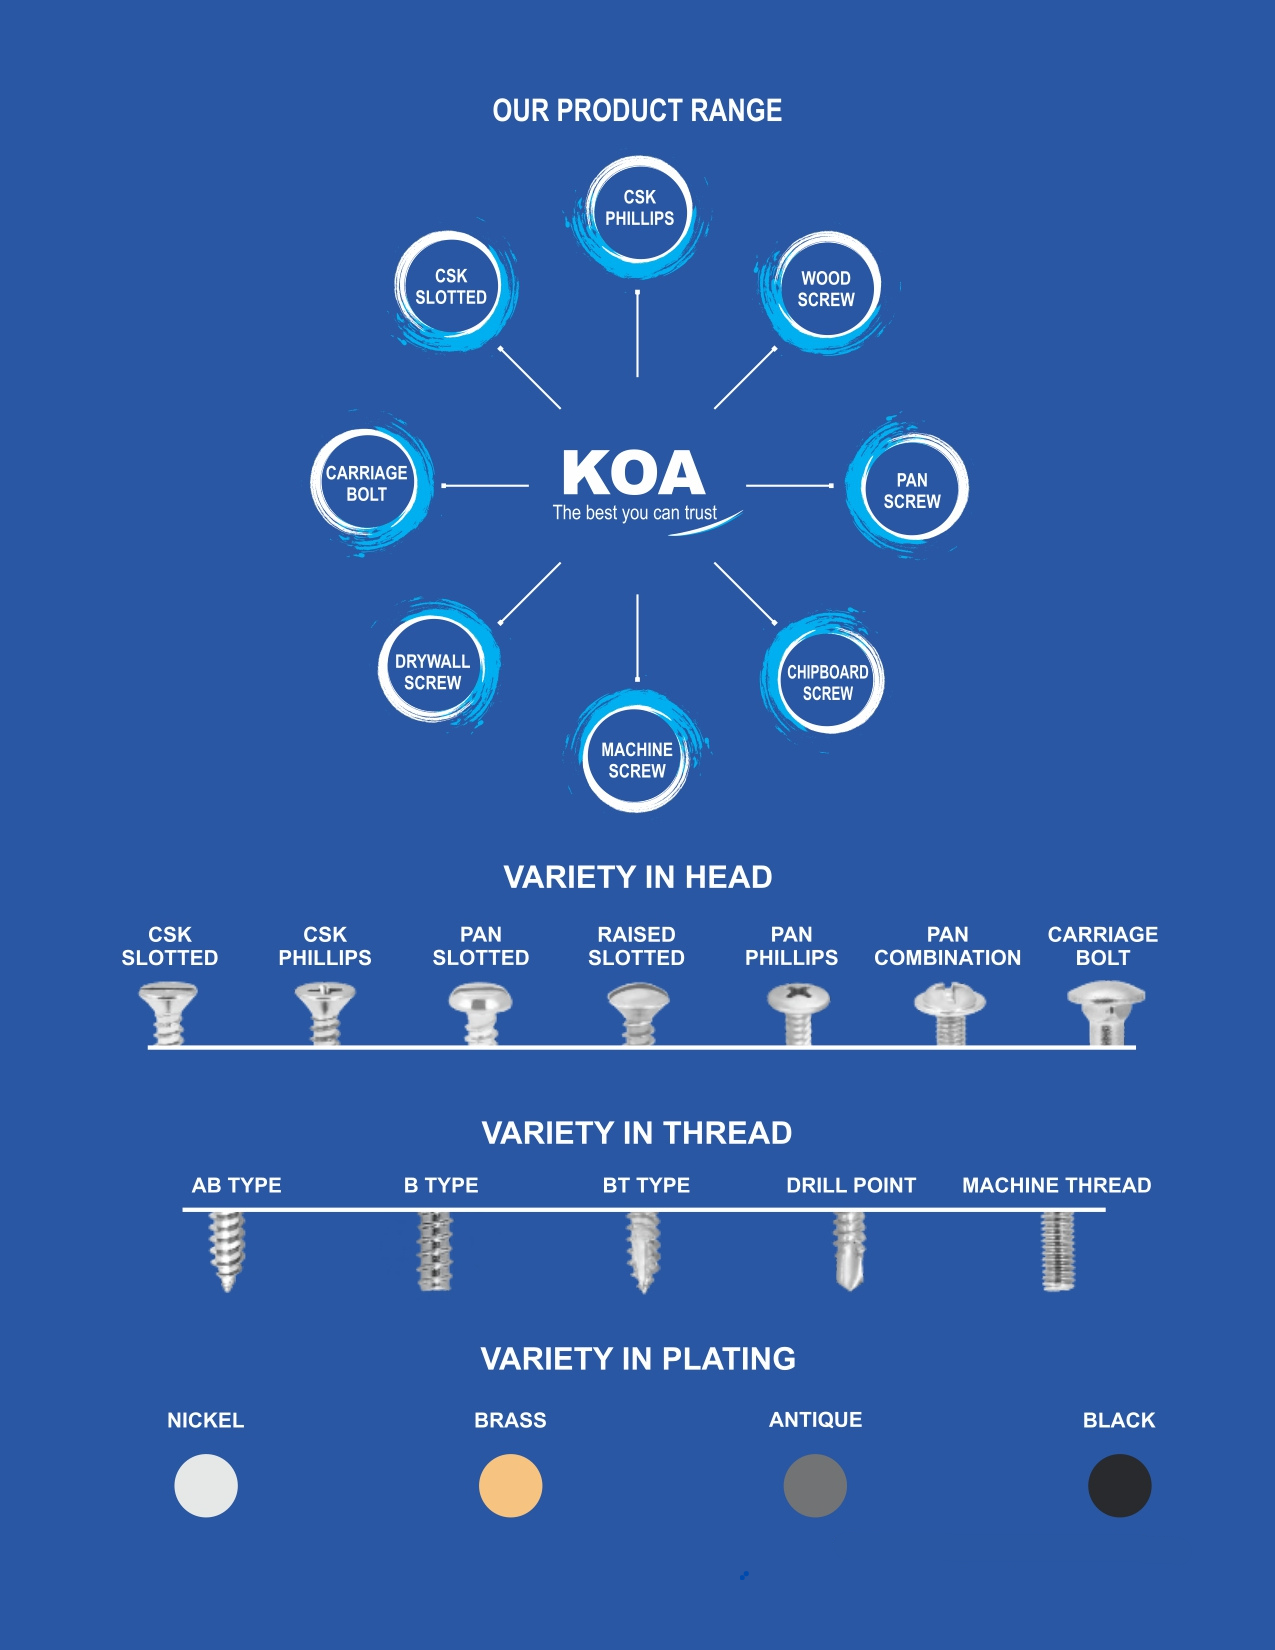 OUR PRODUCT RANGE
CSK
PHILLIPS
CSK
SLOTTED
WOOD
SCREW
CARRIAGE
BOLT
KOA
The best you can trust
PAN
SCREW
DRYWALL
SCREW
CHIPBOARD
SCREW
MACHINE
SCREW
VARIETY IN HEAD
CSK
SLOTTED
CSK
PHILLIPS
PAN
SLOTTED
RAISED
SLOTTED
PAN
PHILLIPS
PAN
COMBINATION
CARRIAGE
BOLT
VARIETY IN THREAD
AB TYPE
B TYPE
BT TYPE
DRILL POINT
MACHINE THREAD
VARIETY IN PLATING
NICKEL
BRASS
ANTIQUE
BLACK